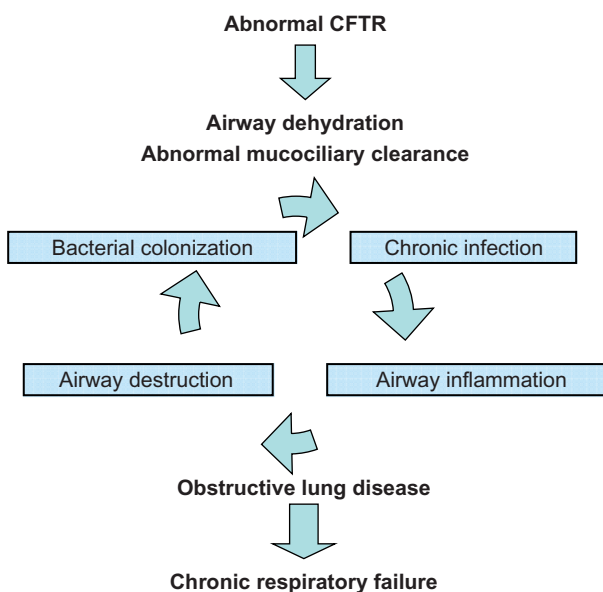 Abnormal CFTR
Airway dehydration
Abnormal mucociliary clearance
Bacterial colonization
Chronic infection
Airway destruction
Airway inflammation
Obstructive lung disease
Chronic respiratory failure